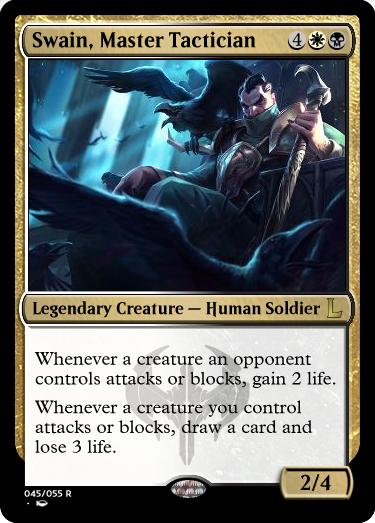 Swain, Master Tactician 4
Legendary Creature — Human Soldier L
Whenever a creature an opponent
controls attacks or blocks, gain 2 life.
Whenever a creature you control
attacks or blocks, draw a card and
lose 3 life.
2/4
045/055 R